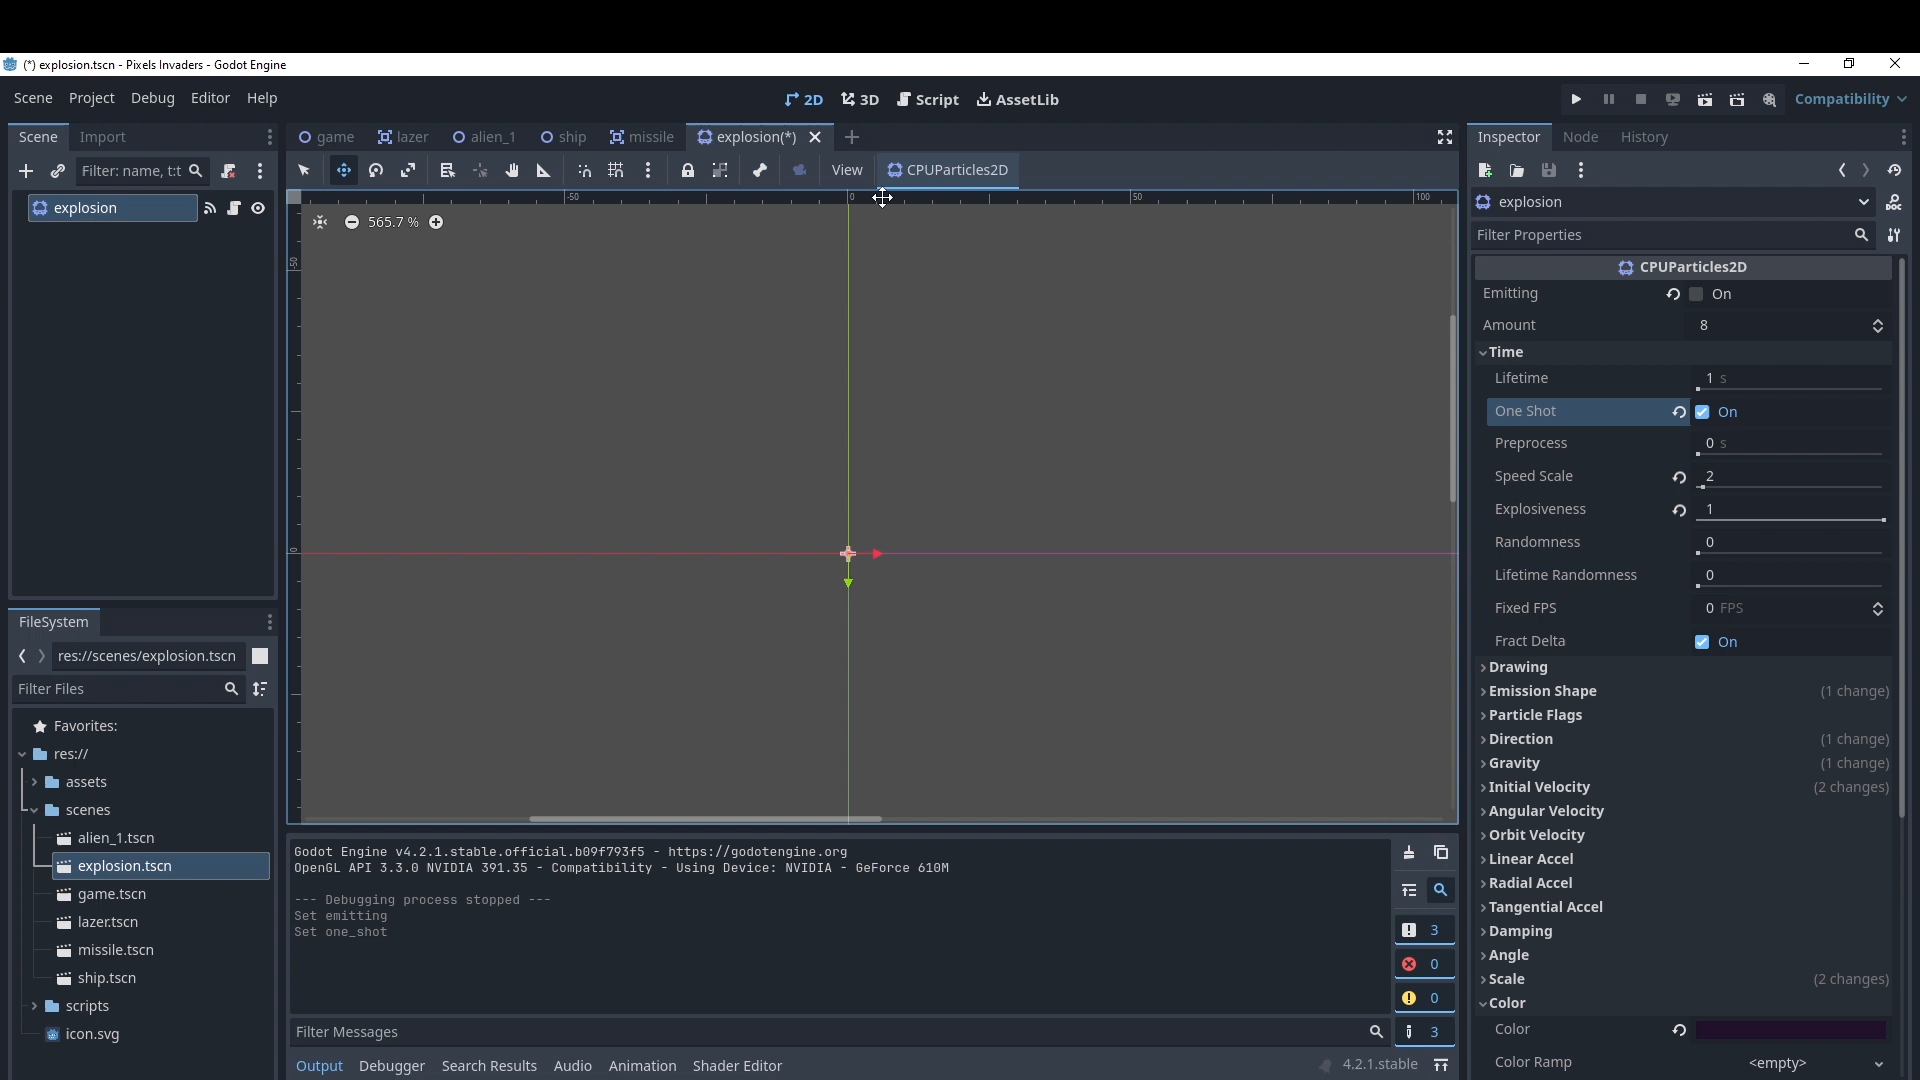 (*) explosion.tscn - Pixels Invaders - Godot Engine
Scene Project Debug Editor Help
2D 3D Script AssetLib
Compatibility
Scene Import
game lazer alien_1 ship missile explosion(*)
Inspector Node History
Filter: name, t:t
View CPUParticles2D
explosion
explosion
-50 0 50 100
565.7 %
Filter Properties
CPUParticles2D
-50
Emitting On
Amount 8
Time
Lifetime 1 s
One Shot On
Preprocess 0 s
Speed Scale 2
Explosiveness 1
Randomness 0
0
Lifetime Randomness 0
Fixed FPS 0 FPS
Fract Delta On
FileSystem
res://scenes/explosion.tscn
Filter Files
Drawing
Emission Shape (1 change)
Particle Flags
Direction (1 change)
Gravity (1 change)
Initial Velocity (2 changes)
Angular Velocity
Orbit Velocity
Linear Accel
Radial Accel
Tangential Accel
Damping
Angle
Scale (2 changes)
Color
Color
Color Ramp <empty>
Favorites:
res://
assets
scenes
alien_1.tscn
explosion.tscn
game.tscn
lazer.tscn
missile.tscn
ship.tscn
scripts
icon.svg
Godot Engine v4.2.1.stable.official.b09f793f5 - https://godotengine.org
OpenGL API 3.3.0 NVIDIA 391.35 - Compatibility - Using Device: NVIDIA - GeForce 610M
--- Debugging process stopped ---
Set emitting
Set one_shot
3
0
0
3
Filter Messages
Output Debugger Search Results Audio Animation Shader Editor
4.2.1.stable